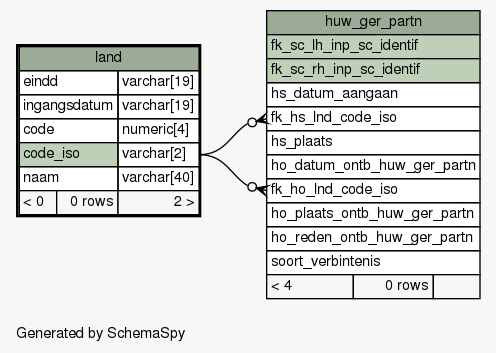 land
eindd varchar[19]
ingangsdatum varchar[19]
code numeric[4]
code_iso varchar[2]
naam varchar[40]
< 0 0 rows 2 >
huw_ger_partn
fk_sc_lh_inp_sc_identif
fk_sc_rh_inp_sc_identif
hs_datum_aangaan
fk_hs_lnd_code_iso
hs_plaats
ho_datum_ontb_huw_ger_partn
fk_ho_lnd_code_iso
ho_plaats_ontb_huw_ger_partn
ho_reden_ontb_huw_ger_partn
soort_verbintenis
< 4 0 rows
Generated by SchemaSpy